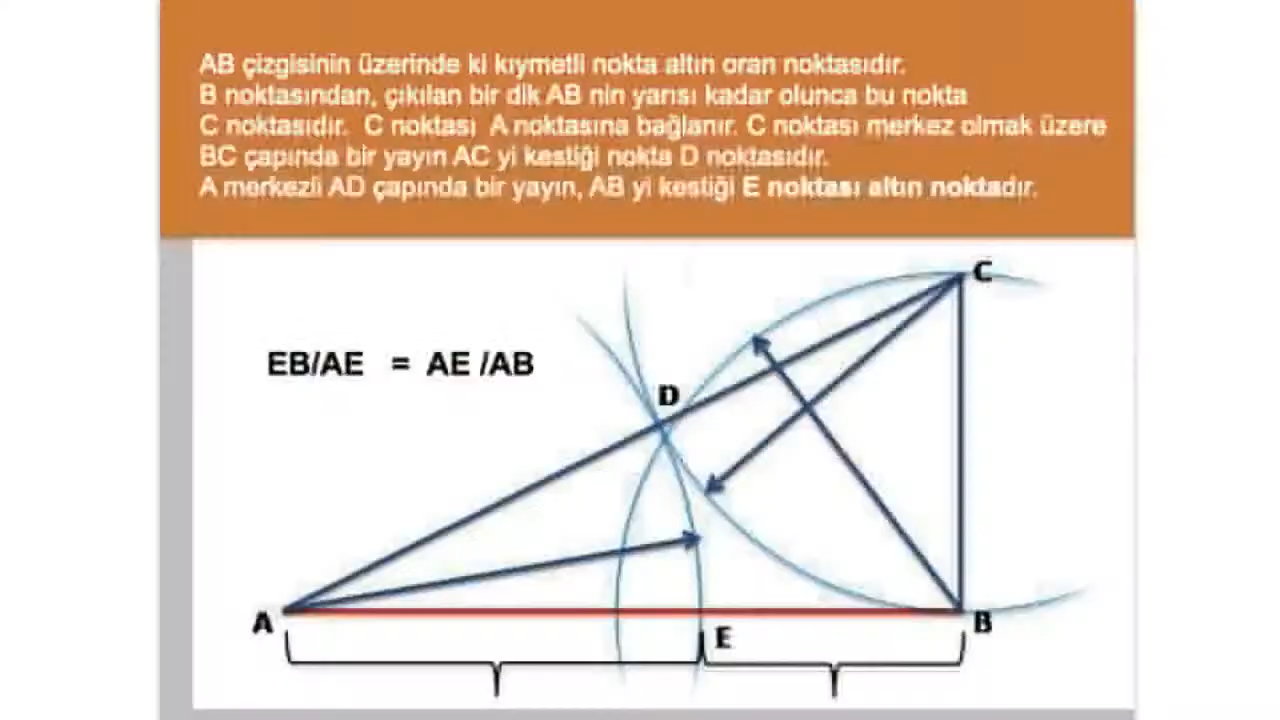 AB çizgisinin üzerinde ki kıymetli nokta altın oran noktasıdır.
B noktasından, çıkılan bir dik AB nin yarısı kadar olunca bu nokta
C noktasıdır. C noktası A noktasına bağlanır. C noktası merkez olmak üzere
BC çapında bir yayın AC yi kestiği nokta D noktasıdır.
A merkezli AD çapında bir yayın, AB yi kestiği E noktası altın noktadır.
C
EB/AE = AE /AB
D
A
B
E